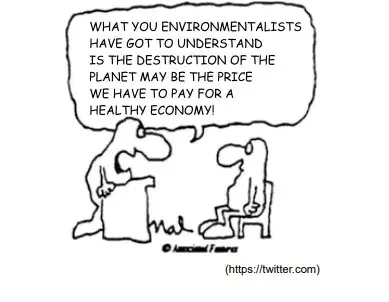 WHAT YOU ENVIRONMENTALISTS
HAVE GOT TO UNDERSTAND
IS THE DESTRUCTION OF THE
PLANET MAY BE THE PRICE
WE HAVE TO PAY FOR A
HEALTHY ECONOMY!
Mal
© Associated Features
(https://twitter.com)